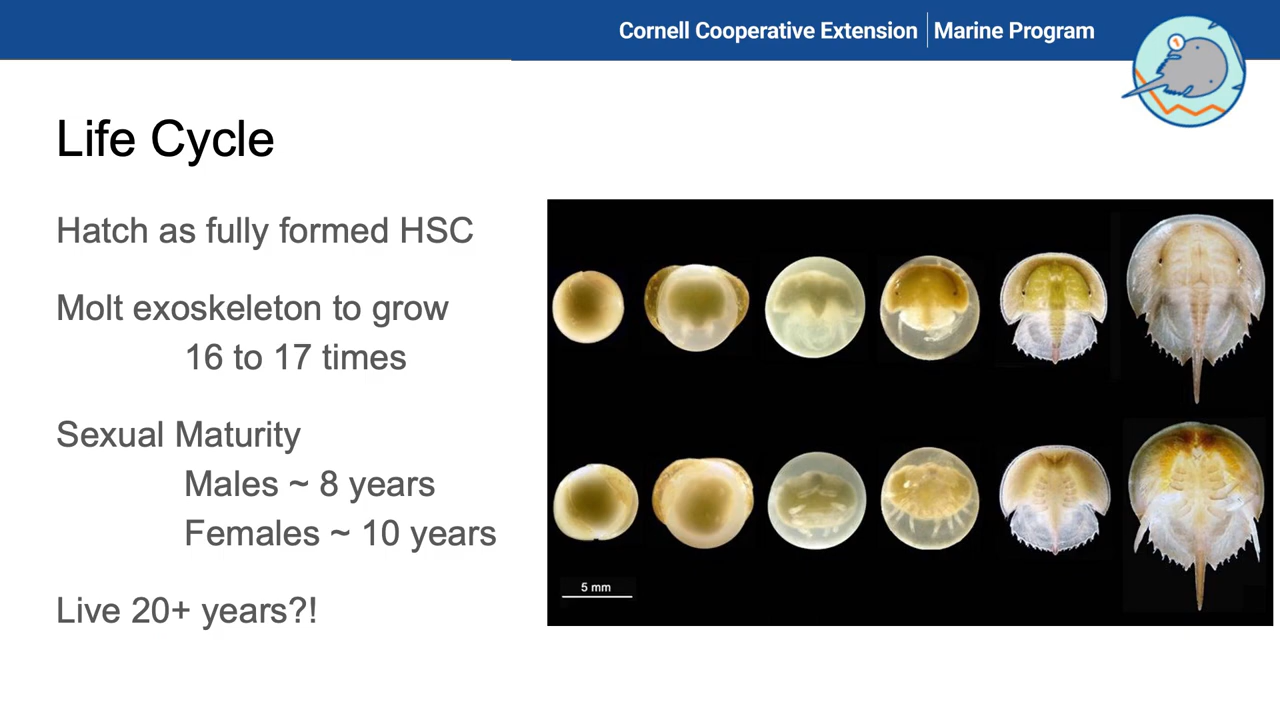 Cornell Cooperative Extension | Marine Program
Life Cycle
Hatch as fully formed HSC
Molt exoskeleton to grow
16 to 17 times
Sexual Maturity
Males ~ 8 years
Females ~ 10 years
Live 20+ years?!
5 mm